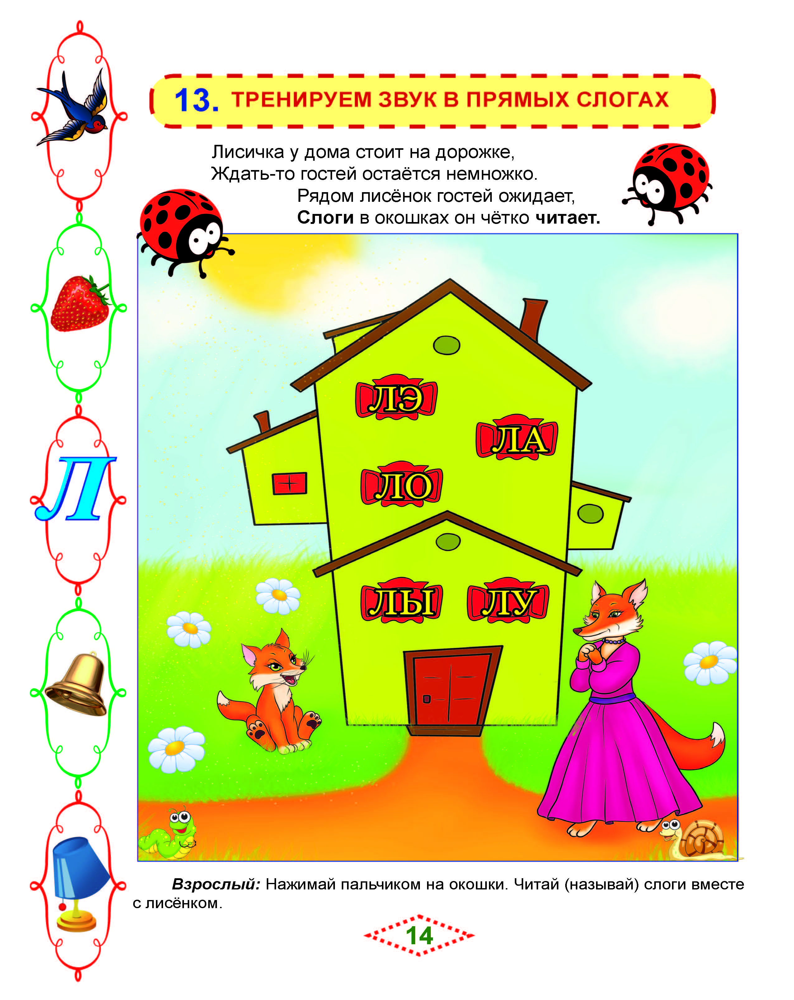 13. ТРЕНИРУЕМ ЗВУК В ПРЯМЫХ СЛОГАХ
Лисичка у дома стоит на дорожке,
Ждать-то гостей остаётся немножко.
Рядом лисёнок гостей ожидает,
Слоги в окошках он чётко читает.
ЛЭ
ЛА
ЛО
Л
ЛЫ ЛУ
Взрослый: Нажимай пальчиком на окошки. Читай (называй) слоги вместе
с лисёнком.
14